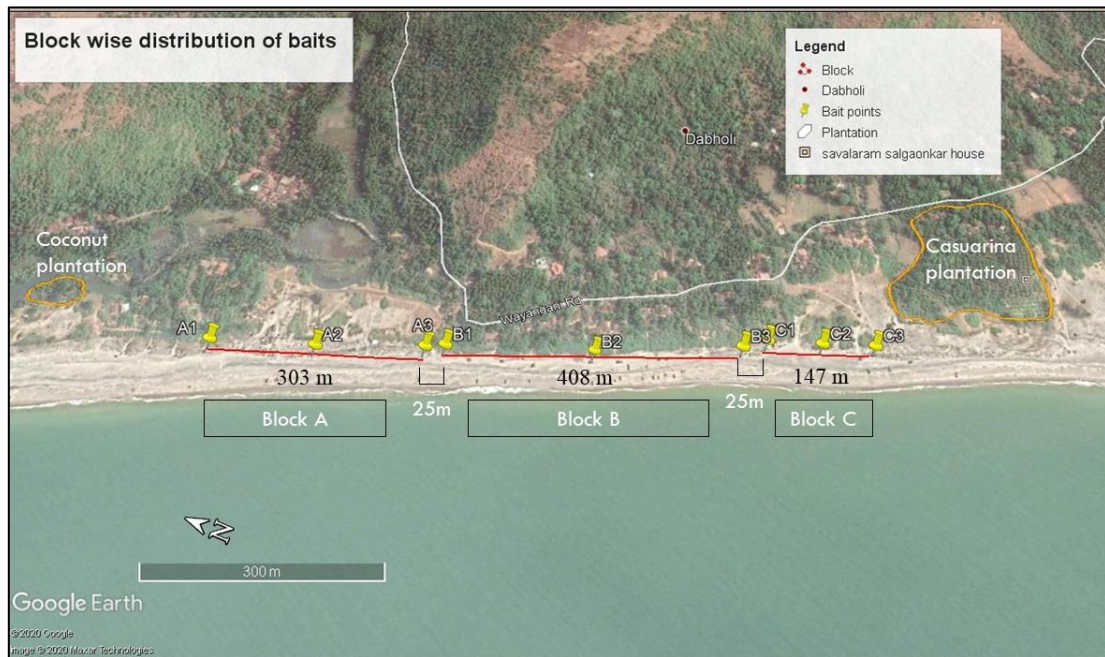 Block wise distribution of baits
Legend
Block
Dabholi
Bait points
Plantation
savalaram salgaonkar house
Dabholi
Coconut
plantation
Casuarina
plantation
Wayangani Rd
A1
A2
A3
B1
B2
B3
C1
C2
C3
303 m
408 m
147 m
25m
25m
Block A
Block B
Block C
N
300 m
Google Earth
© 2020 Google
Image © 2020 Maxar Technologies